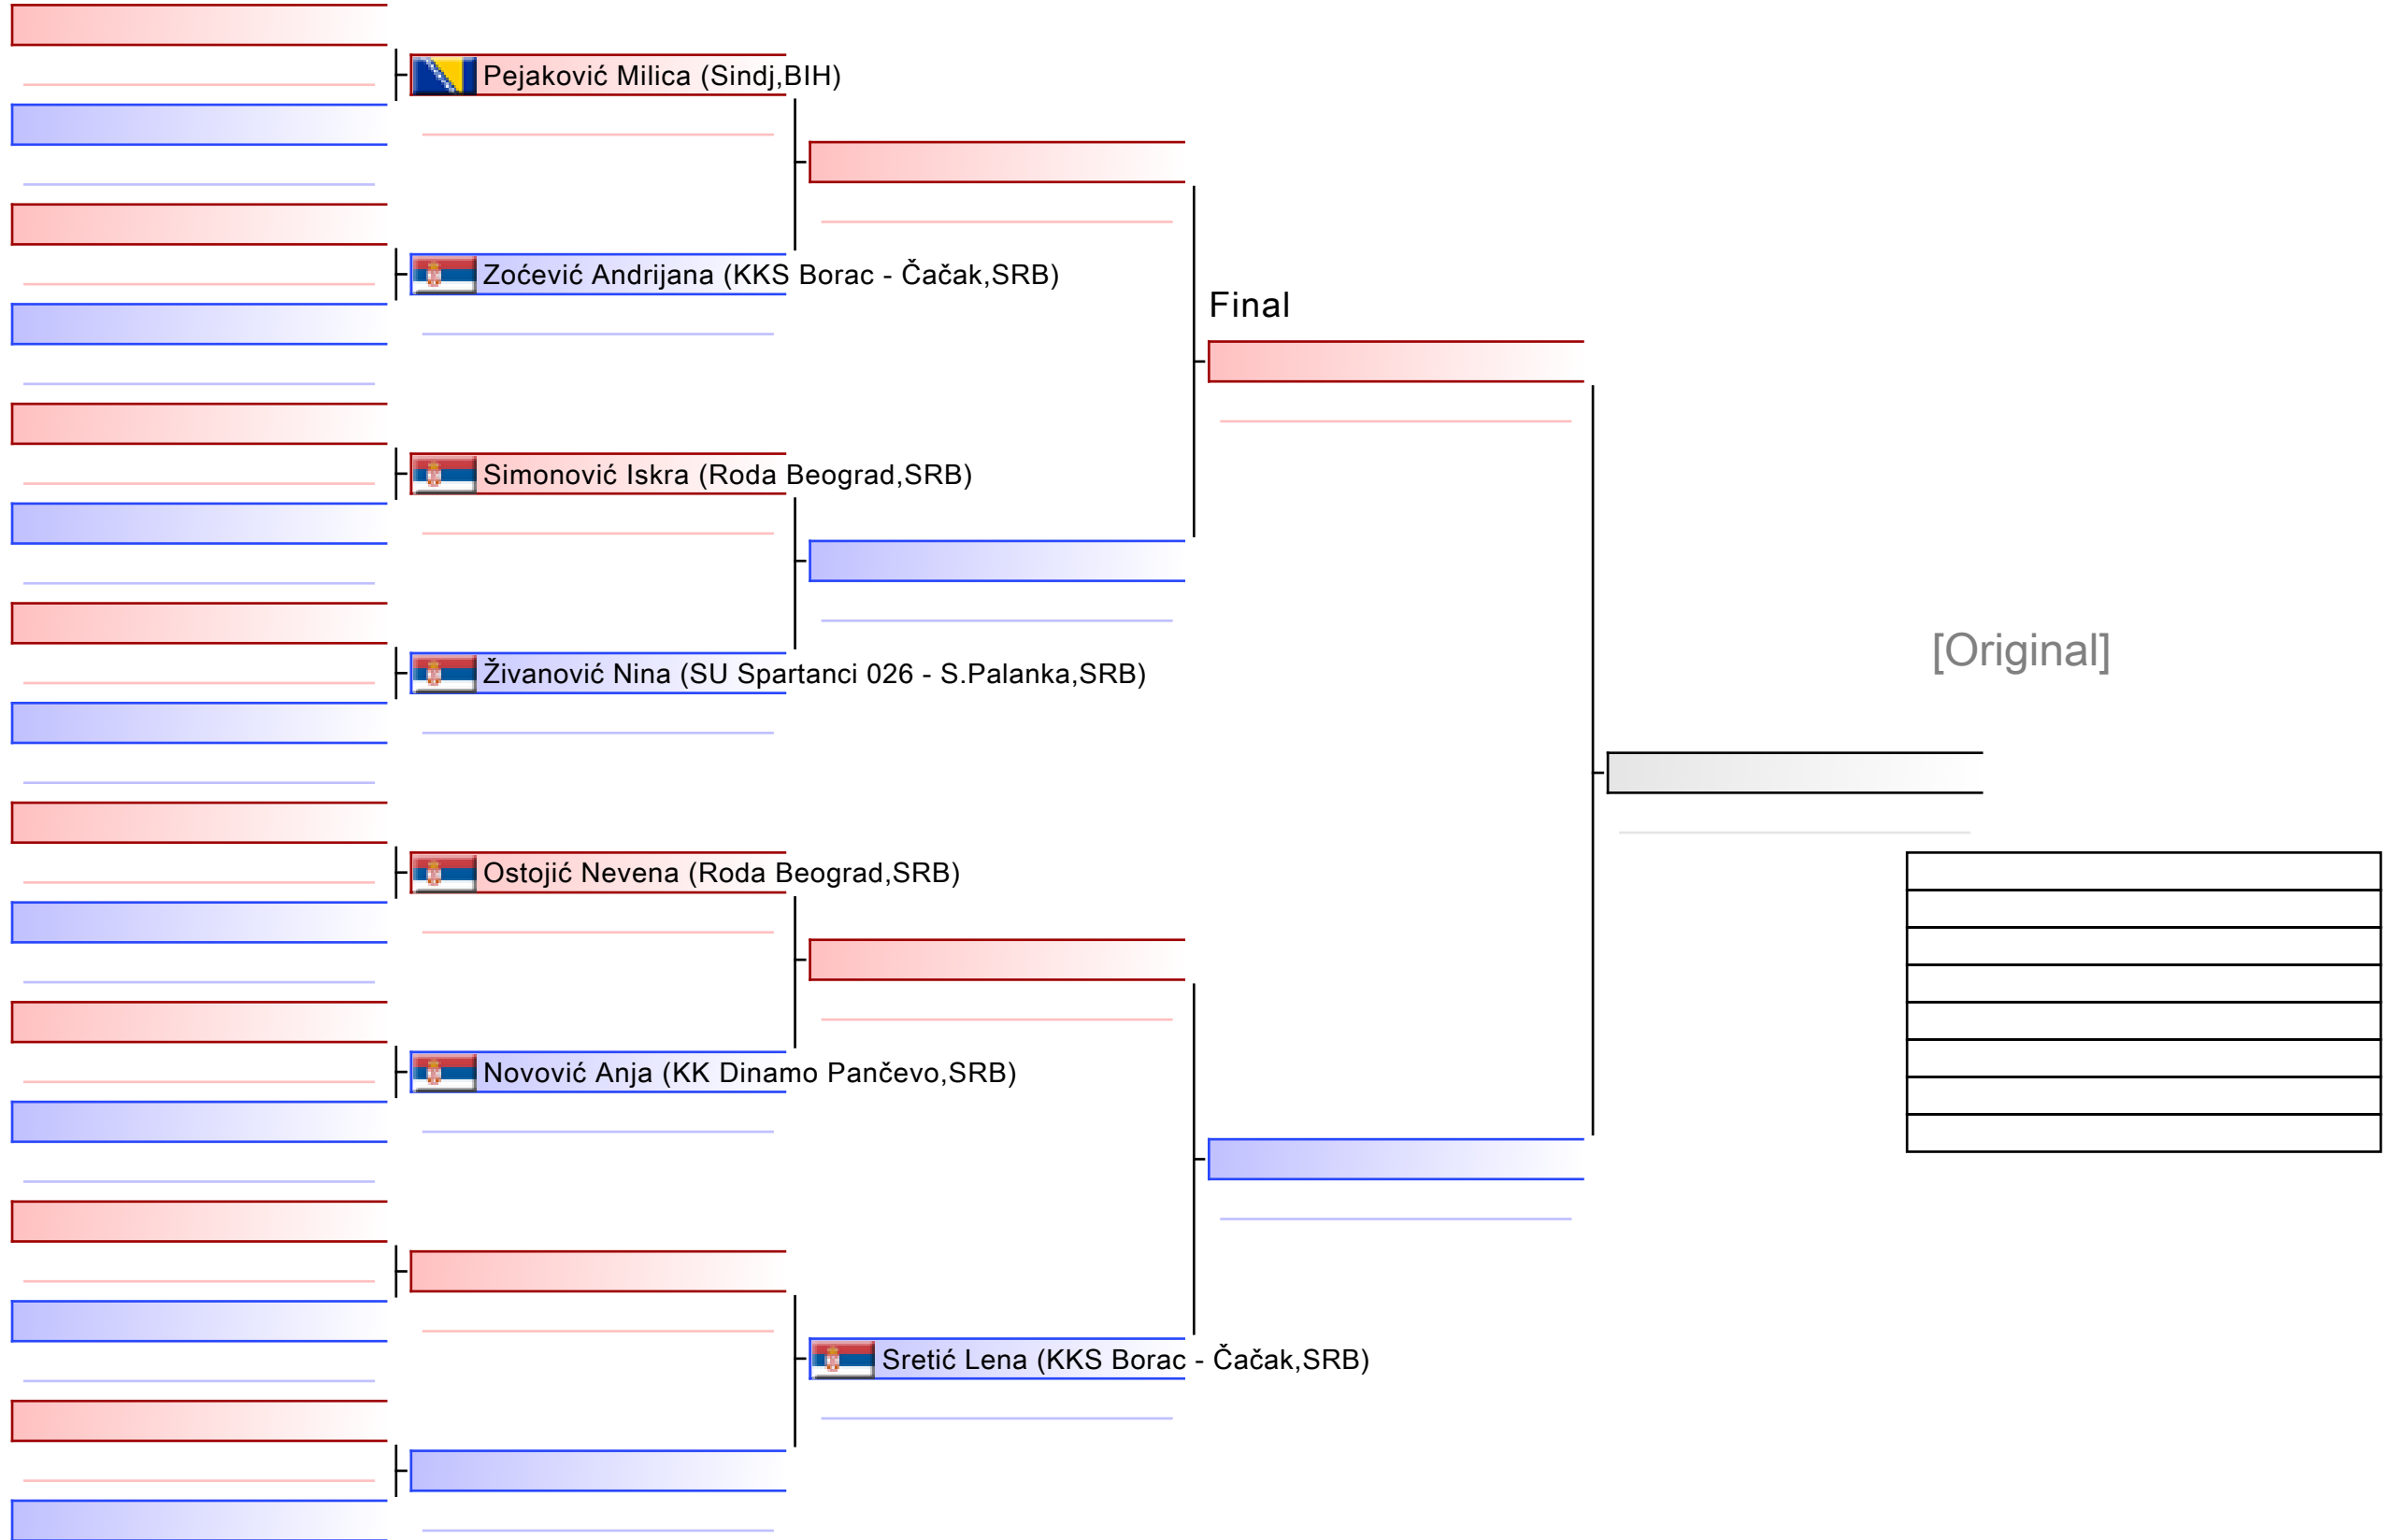 Pejaković Milica (Sindj,BIH)
Zoćević Andrijana (KKS Borac - Čačak,SRB)
Final
Simonović Iskra (Roda Beograd,SRB)
[Original]
Živanović Nina (SU Spartanci 026 - S.Palanka,SRB)
Ostojić Nevena (Roda Beograd,SRB)
Novović Anja (KK Dinamo Pančevo,SRB)
Sretić Lena (KKS Borac - Čačak,SRB)